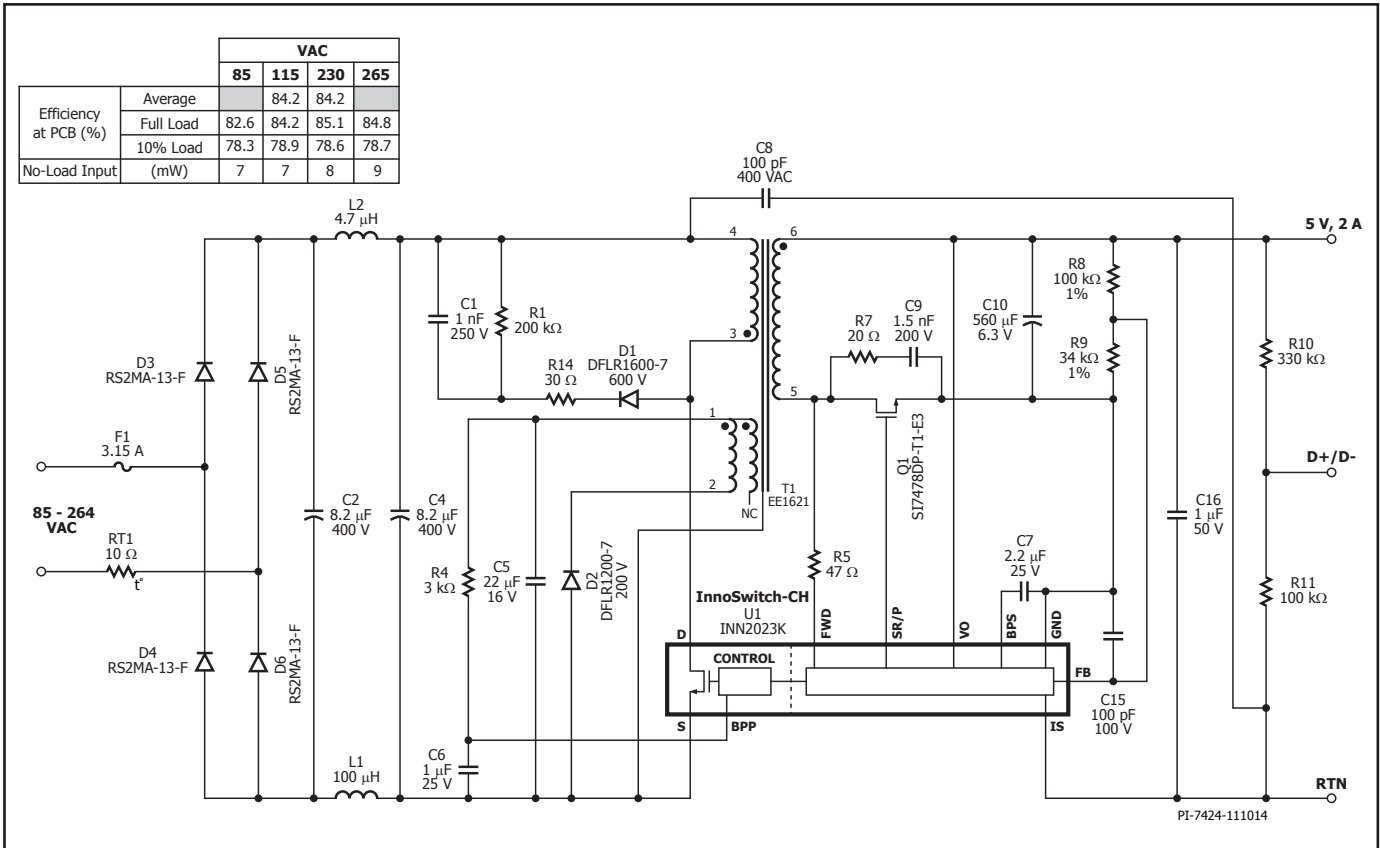 VAC
85 115 230 265
Efficiency at PCB (%)
Average 84.2 84.2
Full Load 82.6 84.2 85.1 84.8
10% Load 78.3 78.9 78.6 78.7
No-Load Input (mW) 7 7 8 9
C8
100 pF
400 VAC
L2
4.7 μH
4
6
5 V, 2 A
C1
1 nF
250 V
R1
200 kΩ
3
R7
20 Ω
C9
1.5 nF
200 V
C10
560 μF
6.3 V
R8
100 kΩ
1%
R9
34 kΩ
1%
R10
330 kΩ
D3
RS2MA-13-F
D5
RS2MA-13-F
R14
30 Ω
D1
DFLR1600-7
600 V
5
1
2
NC
T1
EE1621
Q1
SI7478DP-T1-E3
F1
3.15 A
D+/D-
85 - 264
VAC
RT1
10 Ω
t°
C2
8.2 μF
400 V
C4
8.2 μF
400 V
R4
3 kΩ
C5
22 μF
16 V
D2
DFLR1200-7
200 V
R5
47 Ω
C7
2.2 μF
25 V
C16
1 μF
50 V
R11
100 kΩ
InnoSwitch-CH
U1
INN2023K
D
FWD
SR/P
VO
BPS
GND
CONTROL
FB
D4
RS2MA-13-F
D6
RS2MA-13-F
S
BPP
IS
C15
100 pF
100 V
C6
1 μF
25 V
L1
100 μH
RTN
PI-7424-111014